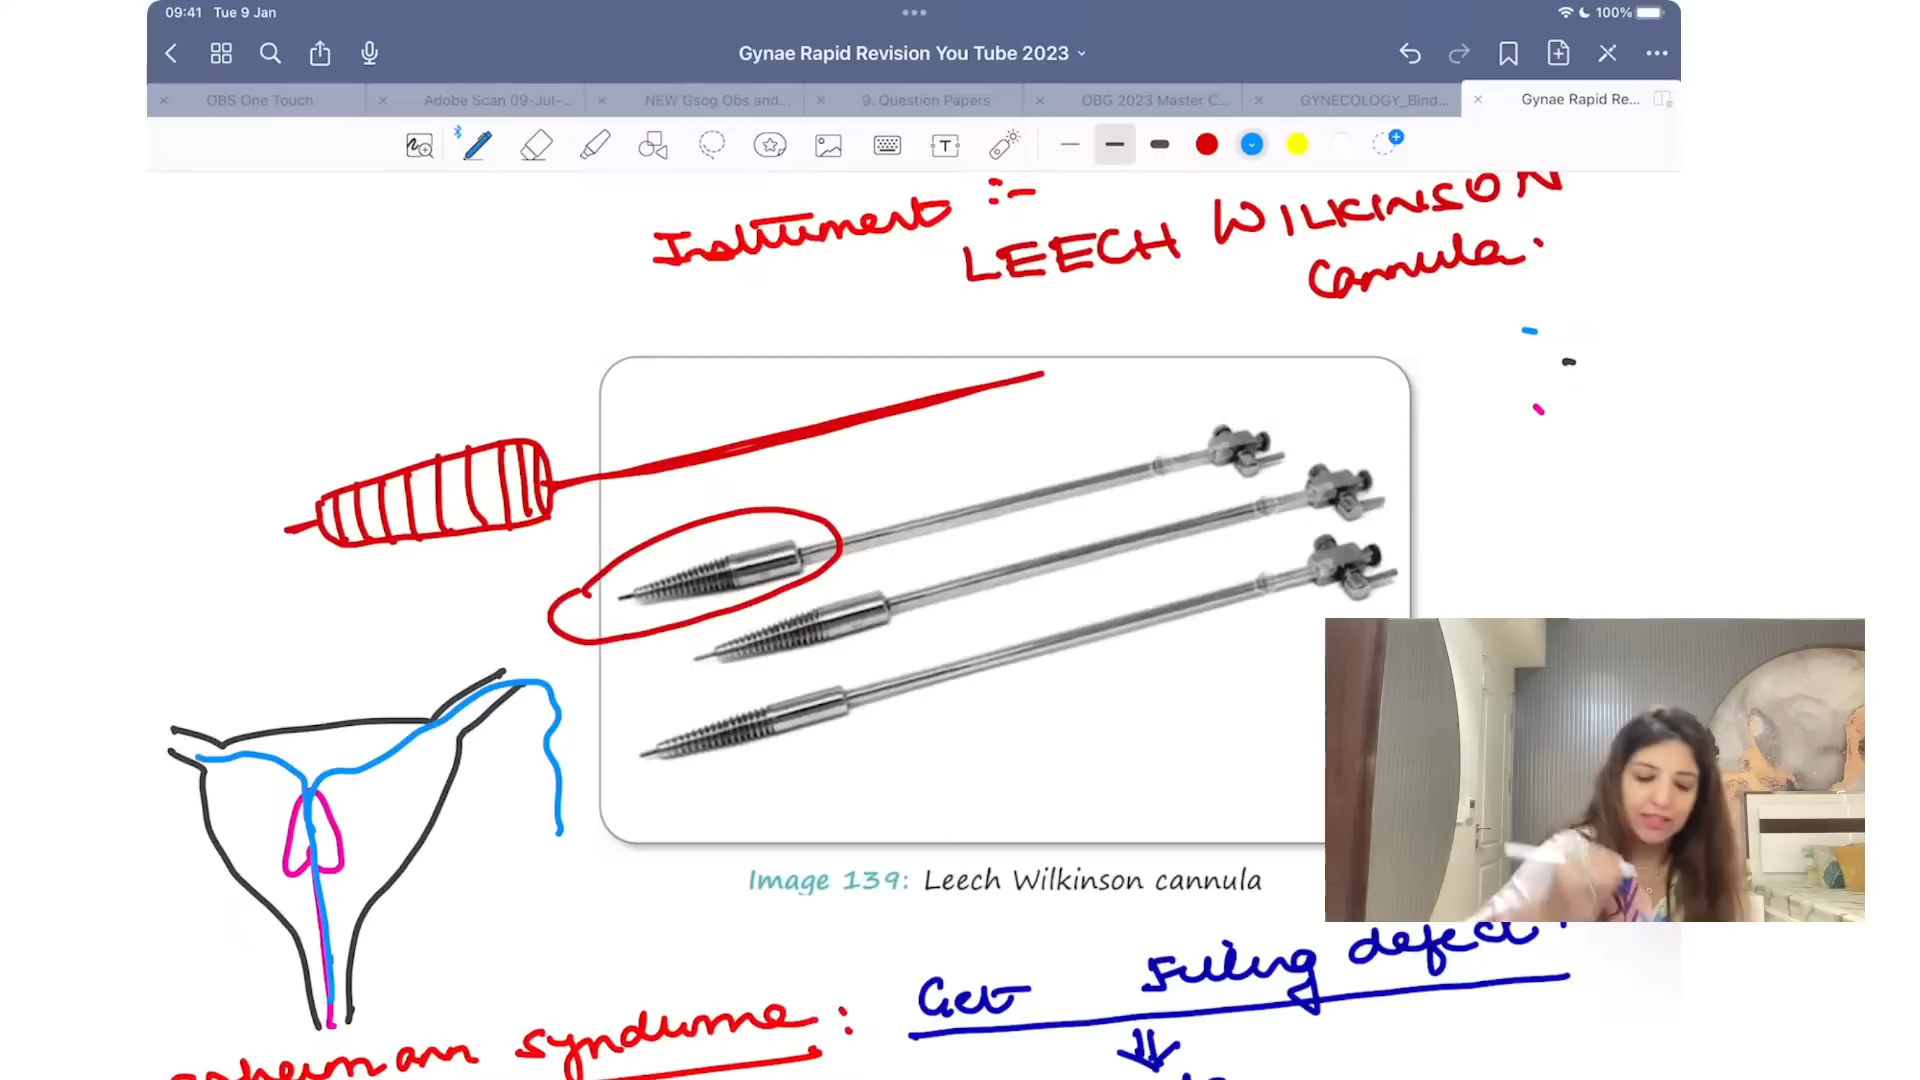 09:41 Tue 9 Jan
100%
Gynae Rapid Revision You Tube 2023
OBS One Touch
Adobe Scan 09-Jul-...
NEW Gsog Obs and...
9. Question Papers
OBG 2023 Master C...
GYNECOLOGY_Bind...
Gynae Rapid Re...
T
Instrument :-
LEECH WILKINSON
Cannula.
Image 139: Leech Wilkinson cannula
Get filling defect
syndrome :